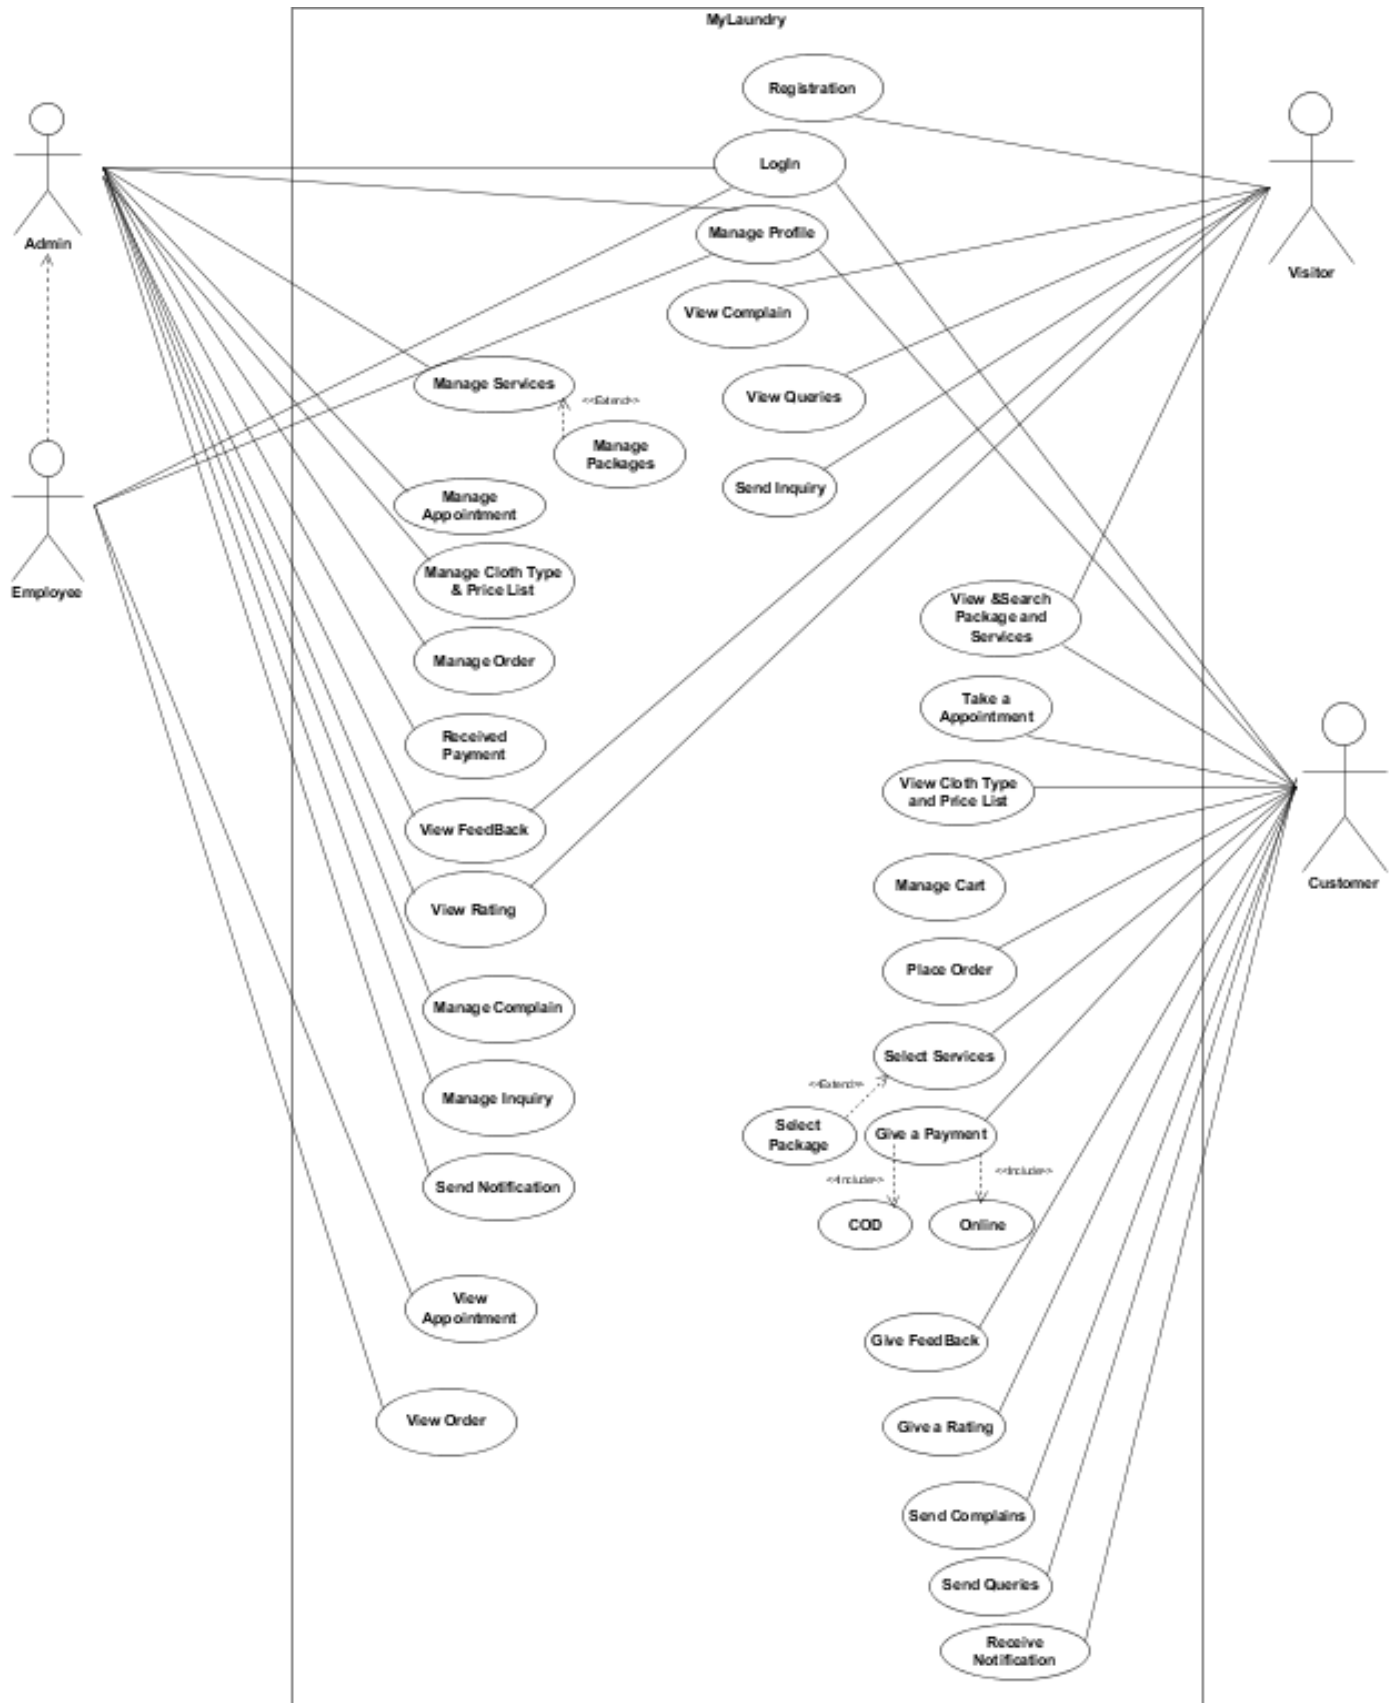 MyLaundry
Registration
LogIn
Admin
Manage Profile
Visitor
View Complain
Manage Services
<<Extend>>
View Queries
Manage
Packages
Send Inquiry
Manage
Appointment
Employee
Manage Cloth Type
& Price List
View &Search
Package and
Services
Manage Order
Take a
Appointment
Received
Payment
View Cloth Type
and Price List
View FeedBack
Manage Cart
Customer
View Rating
Place Order
Manage Complain
Select Services
<<Extend>>
Manage Inquiry
Select
Package
Give a Payment
<<Include>>
<<Include>>
Send Notification
COD
Online
View
Appointment
Give FeedBack
View Order
Give a Rating
Send Complains
Send Queries
Receive
Notification